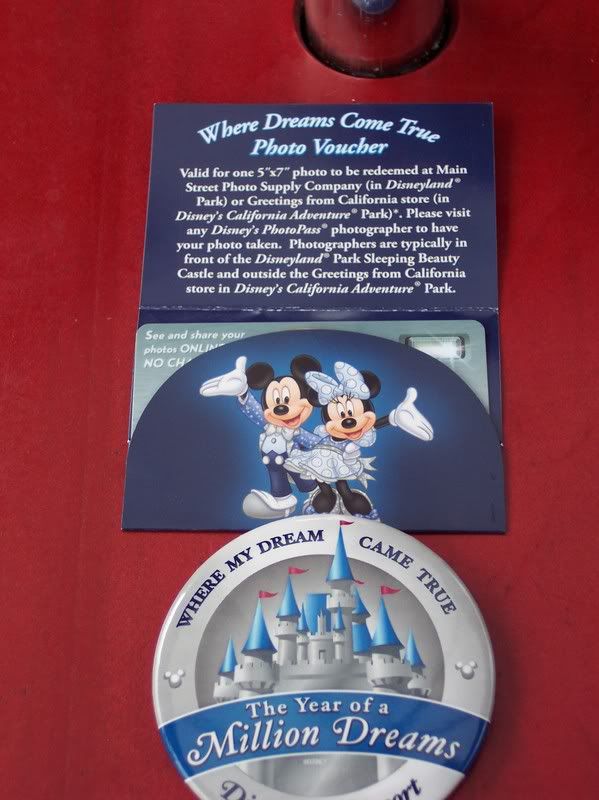 Where Dreams Come True
Photo Voucher
Valid for one 5"x7" photo to be redeemed at Main
Street Photo Supply Company (in Disneyland®
Park) or Greetings from California store (in
Disney's California Adventure® Park)*. Please visit
any Disney's PhotoPass® photographer to have
your photo taken. Photographers are typically in
front of the Disneyland® Park Sleeping Beauty
Castle and outside the Greetings from California
store in Disney's California Adventure® Park.
See and share your
photos ONLINE
NO
WHERE MY DREAM CAME TRUE
The Year of a
Million Dreams